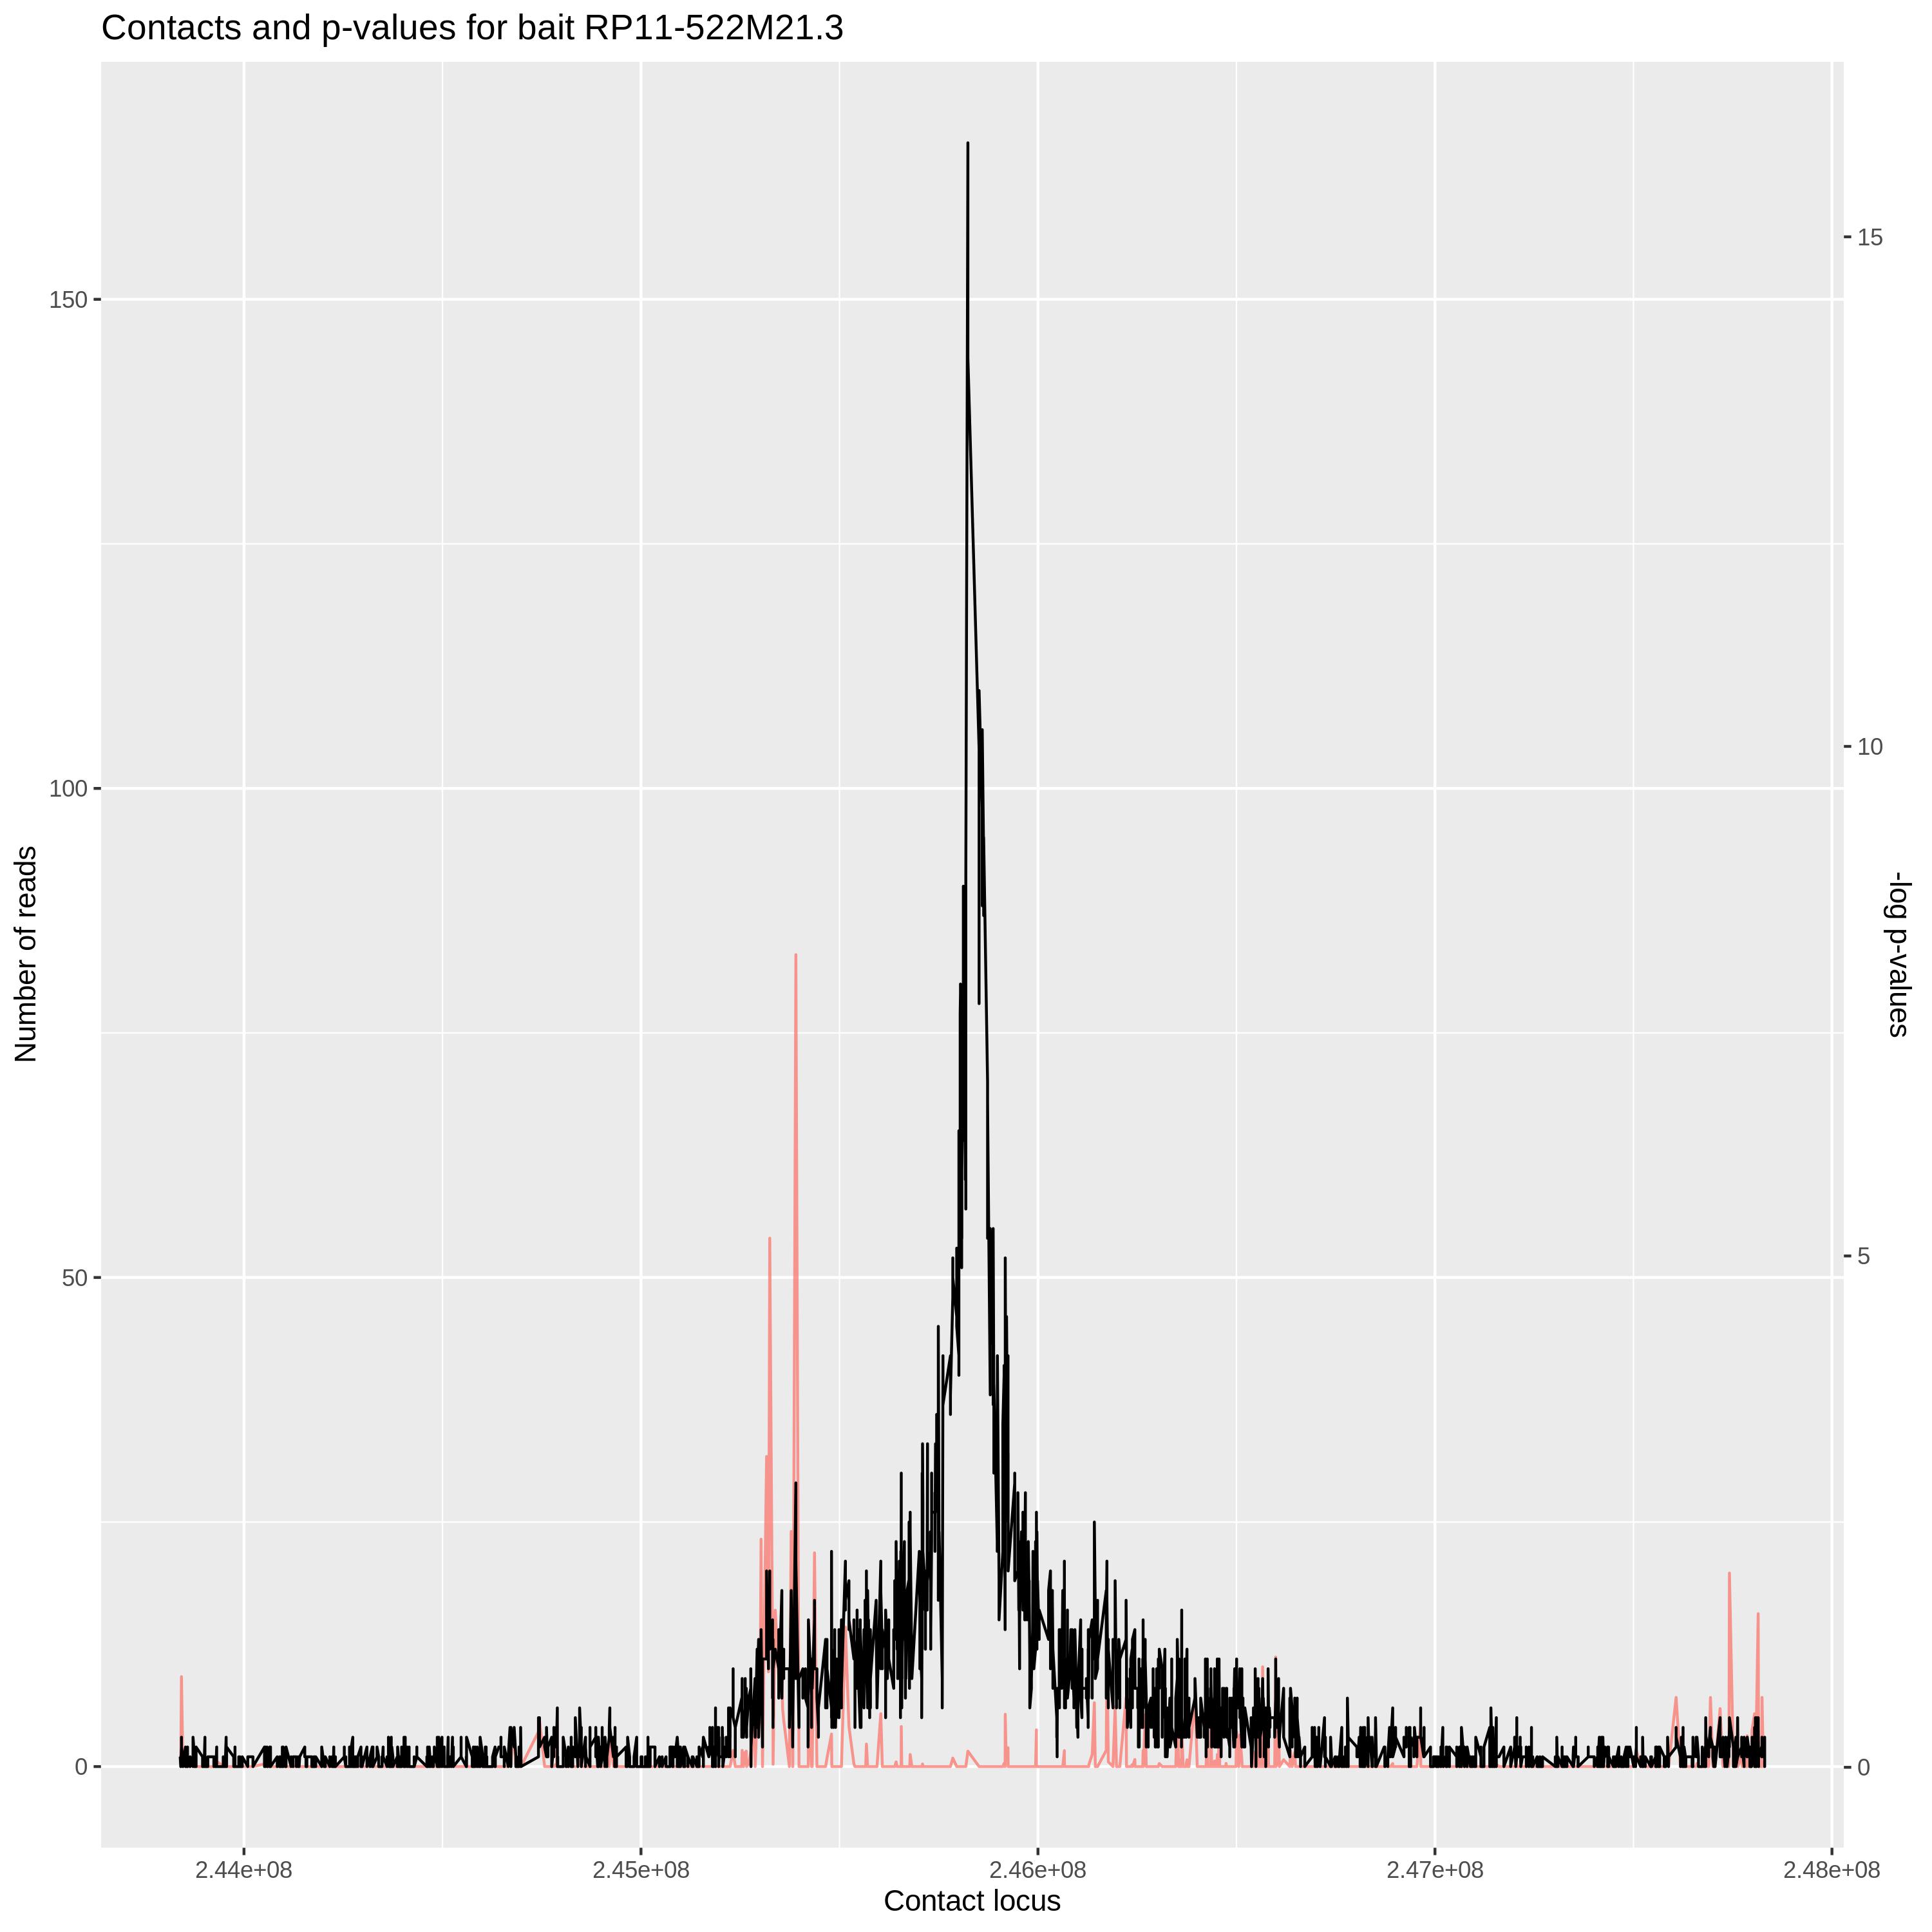 Contacts and p-values for bait RP11-522M21.3
150
100
50
0
Number of reads
15
10
5
0
-log p-values
2.44e+08
2.45e+08
2.46e+08
2.47e+08
2.48e+08
Contact locus